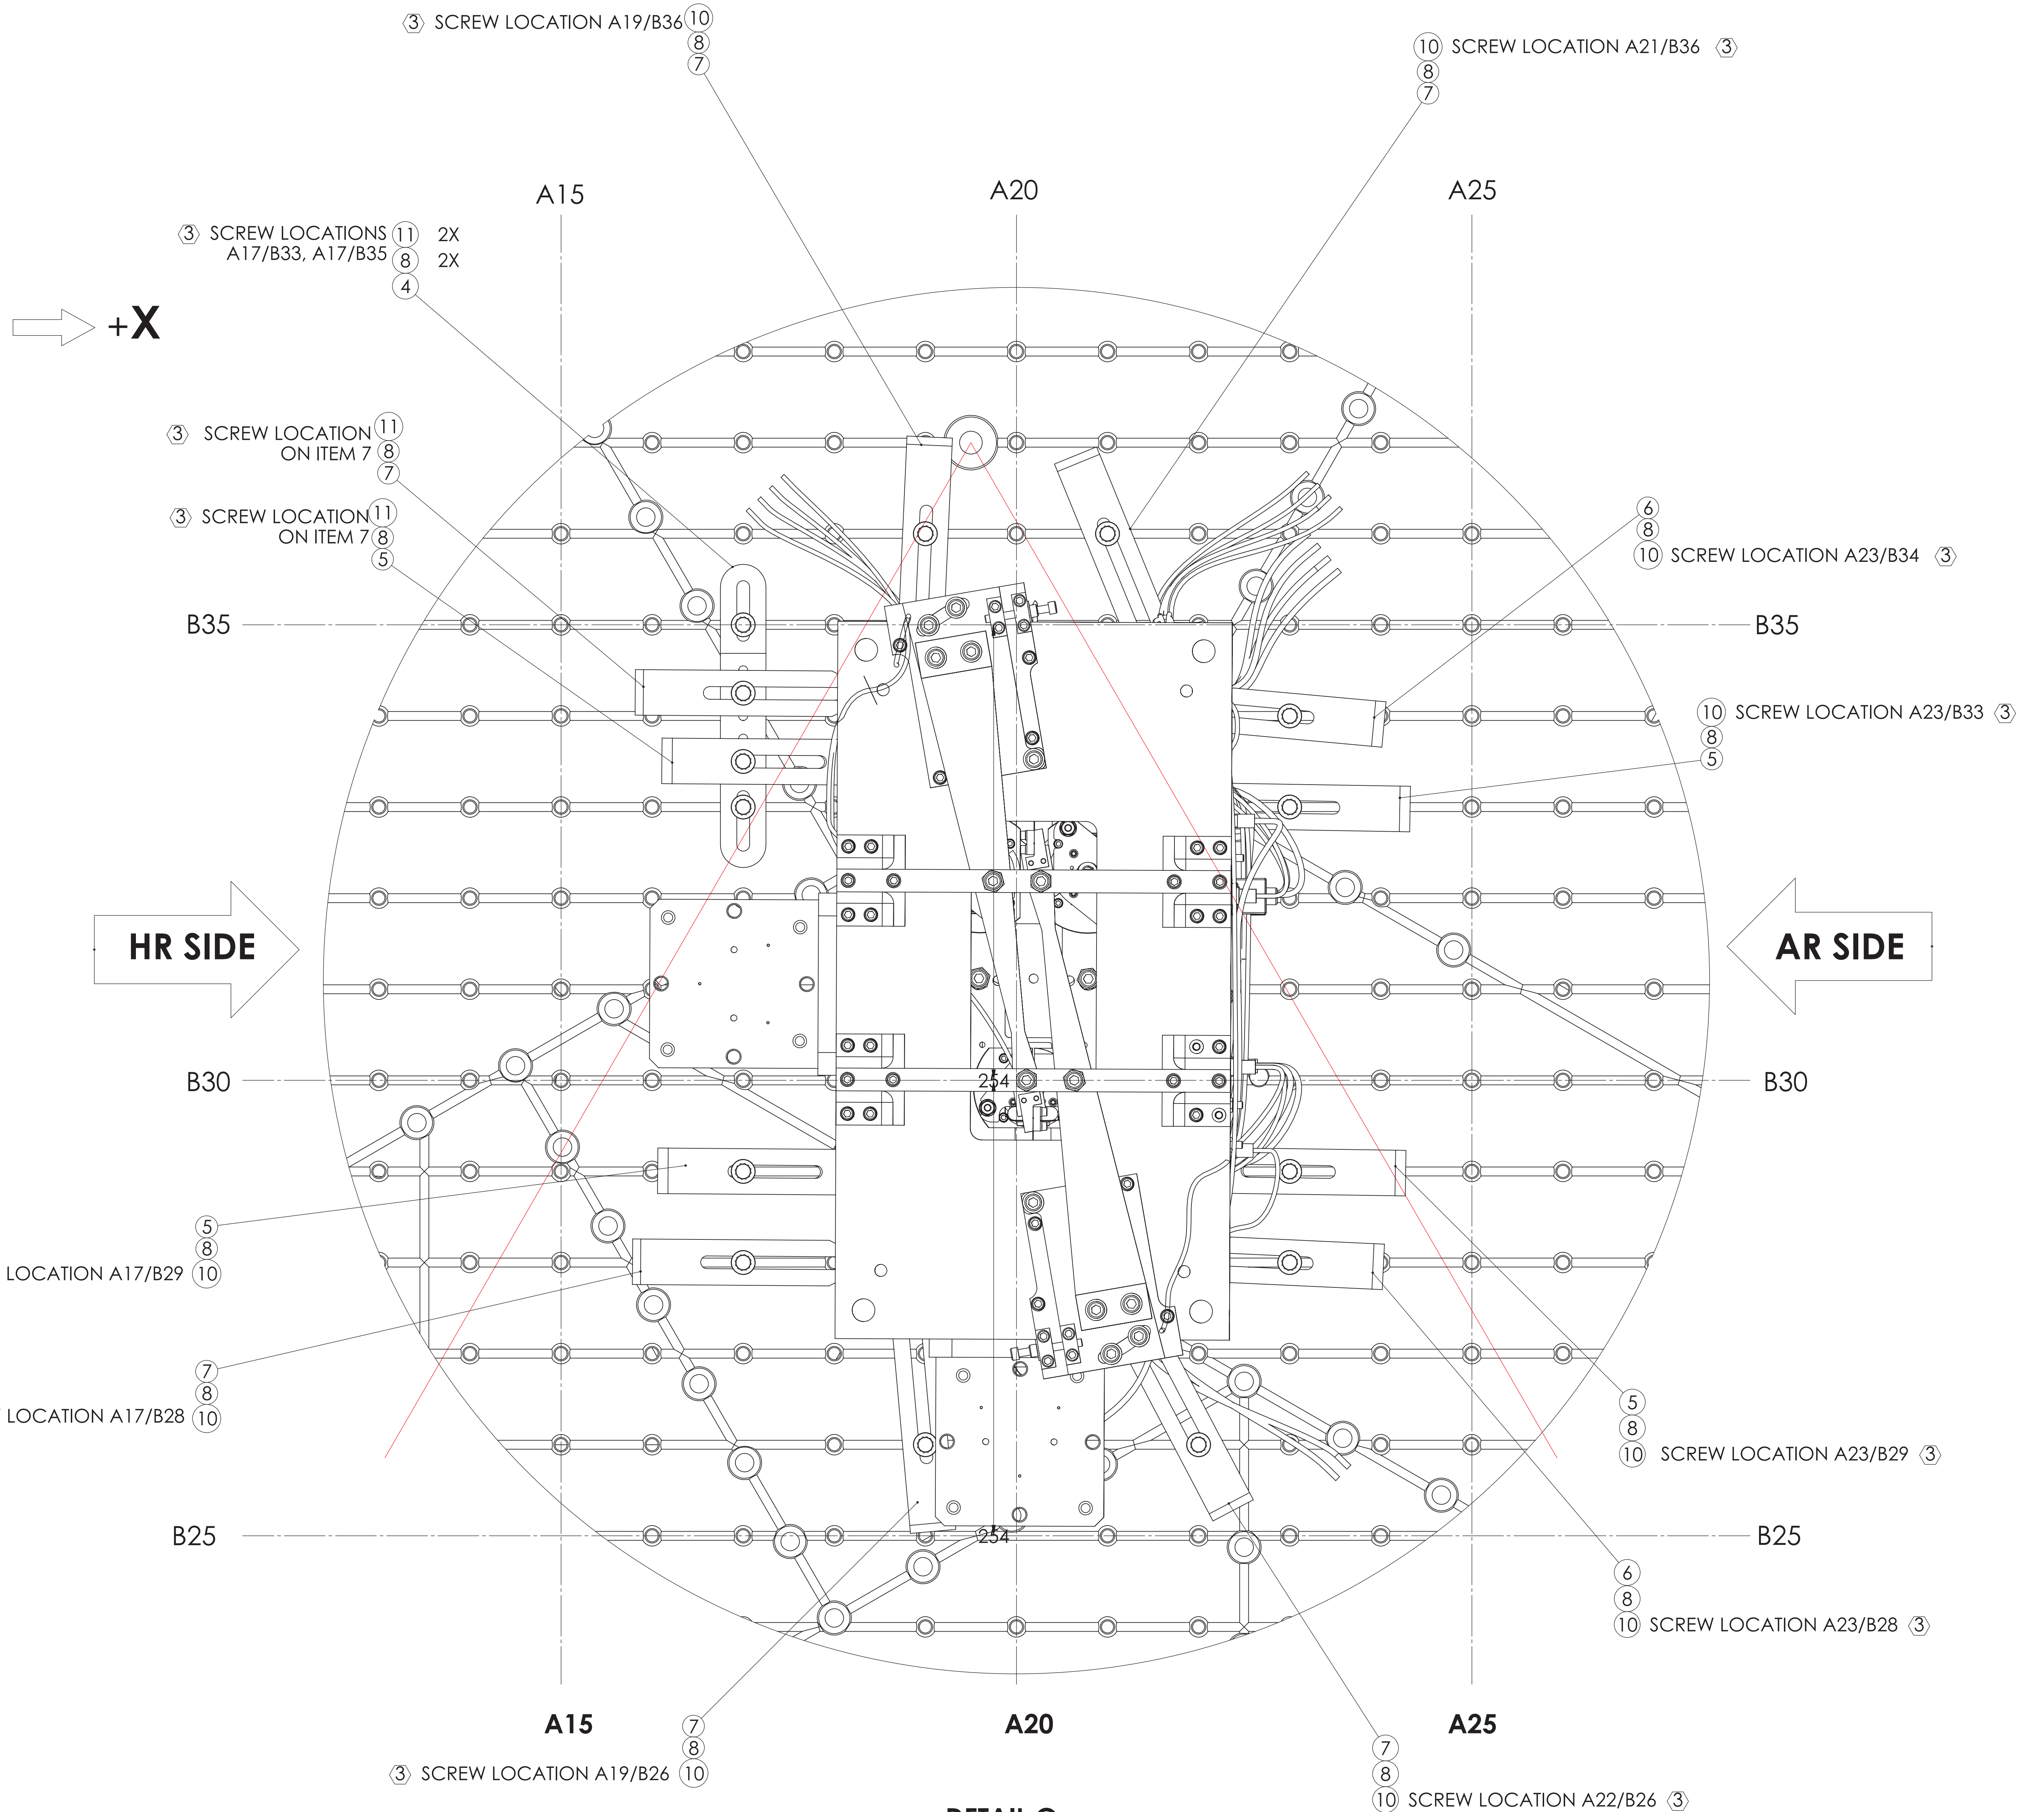 3 SCREW LOCATION A19/B36 10
8
7
10 SCREW LOCATION A21/B36 3
8
7
A15 A20 A25
3 SCREW LOCATIONS 11 2X
A17/B33, A17/B35 8 2X
4
+X
3 SCREW LOCATION 11
ON ITEM 7 8
7
3 SCREW LOCATION 11
ON ITEM 7 8
5
6
8
10 SCREW LOCATION A23/B34 3
B35 B35
10 SCREW LOCATION A23/B33 3
8
5
HR SIDE AR SIDE
B30 254 B30
5
8
LOCATION A17/B29 10
7
8
LOCATION A17/B28 10
5
8
10 SCREW LOCATION A23/B29 3
B25 254 B25
6
8
10 SCREW LOCATION A23/B28 3
A15 A20 A25
7
8
3 SCREW LOCATION A19/B26 10
7
8
10 SCREW LOCATION A22/B26 3